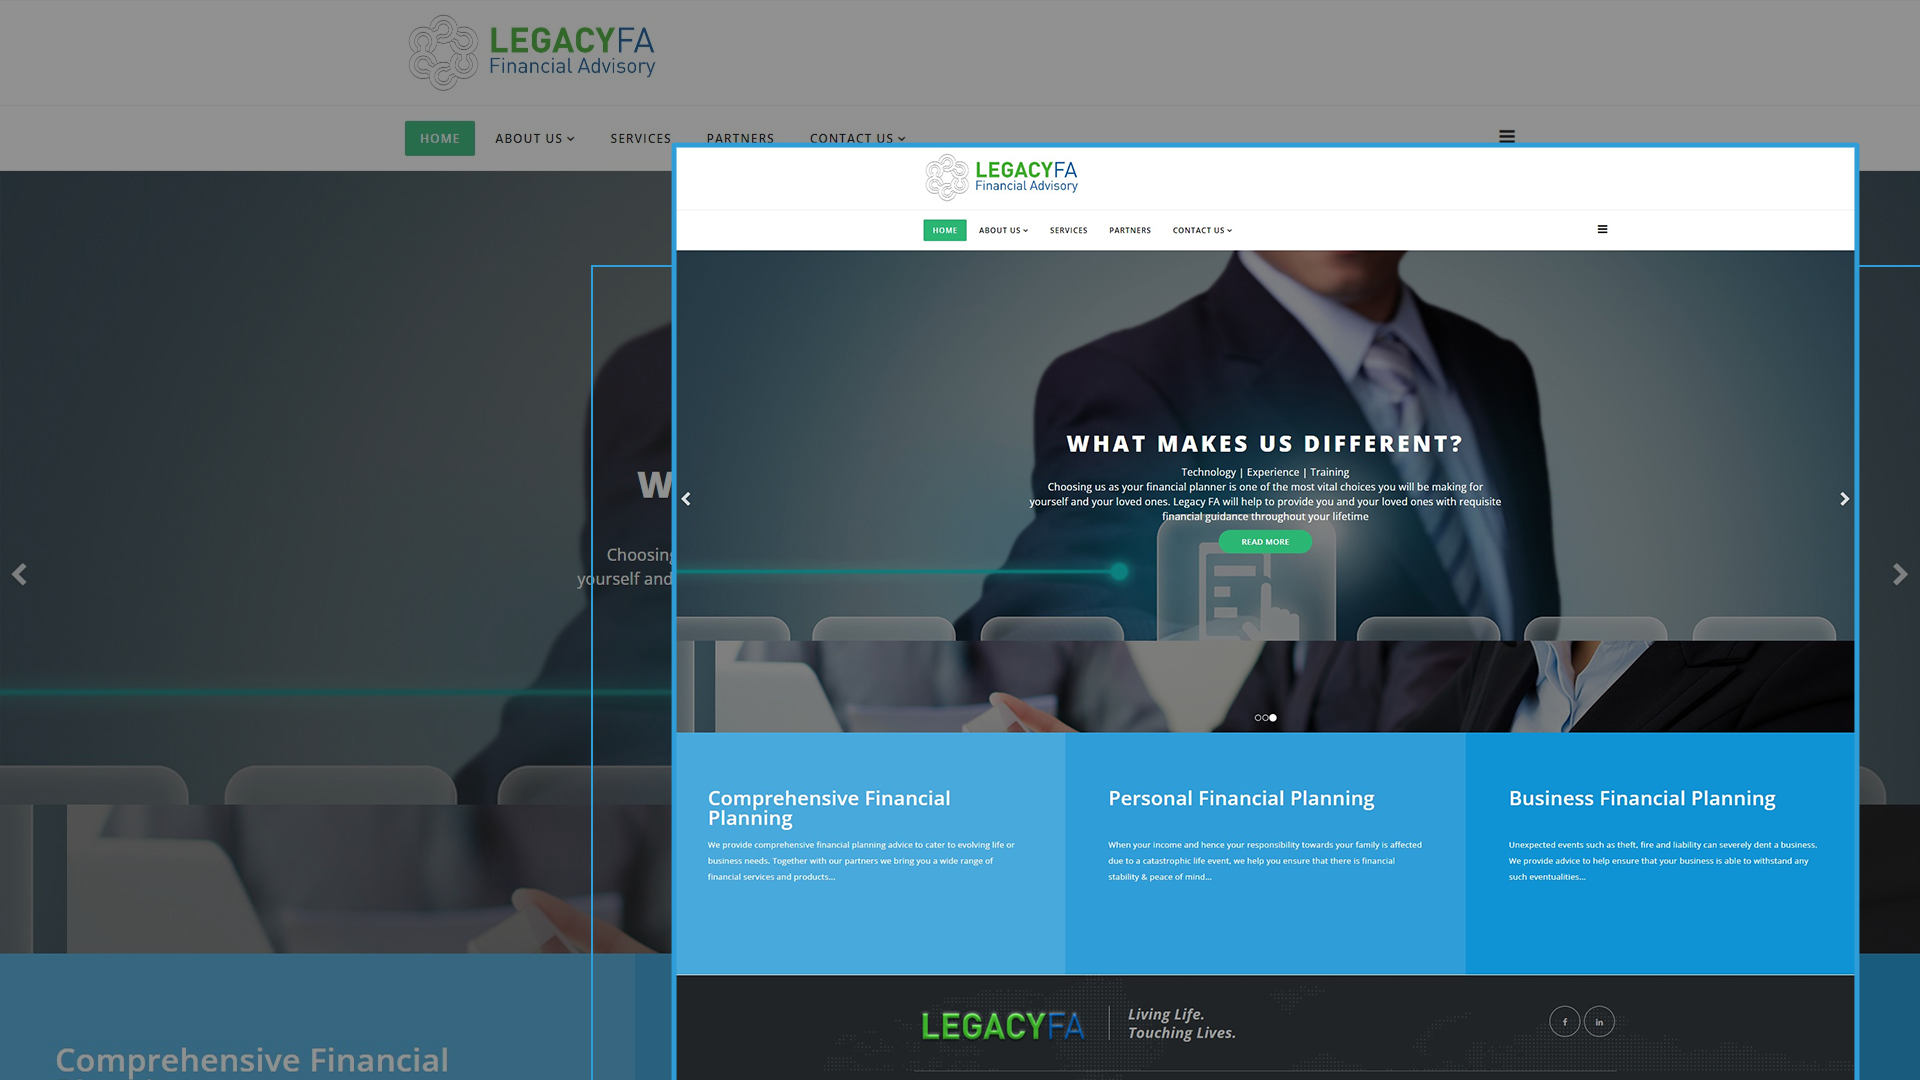 LEGACYFA
Financial Advisory
HOME
ABOUT US
SERVICES
PARTNERS
CONTACT US
W
Choosing
yourself and
Comprehensive Financial
LEGACYFA
Financial Advisory
HOME
ABOUT US
SERVICES
PARTNERS
CONTACT US
WHAT MAKES US DIFFERENT?
Technology | Experience | Training
Choosing us as your financial planner is one of the most vital choices you will be making for
yourself and your loved ones. Legacy FA will help to provide you and your loved ones with requisite
financial guidance throughout your lifetime
READ MORE
Comprehensive Financial
Planning
We provide comprehensive financial planning advice to cater to evolving life or
business needs. Together with our partners we bring you a wide range of
financial services and products...
Personal Financial Planning
When your income and hence your responsibility towards your family is affected
due to a catastrophic life event, we help you ensure that there is financial
stability & peace of mind...
Business Financial Planning
Unexpected events such as theft, fire and liability can severely dent a business.
We provide advice to help ensure that your business is able to withstand any
such eventualities...
LEGACYFA
Living Life.
Touching Lives.
f
in